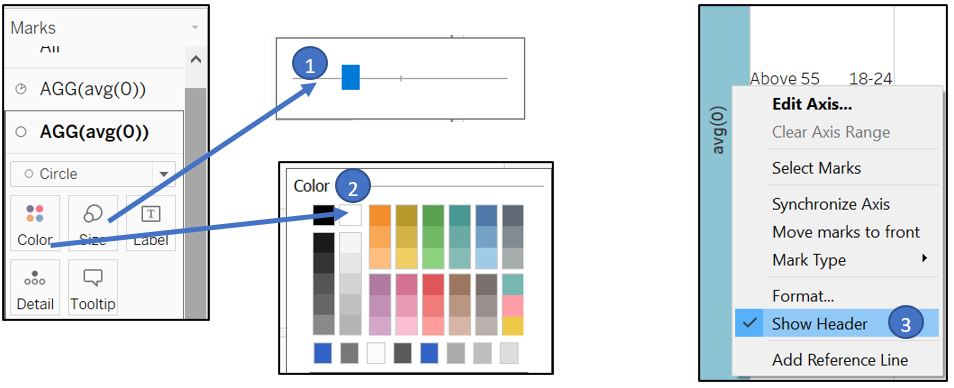 Marks
All
AGG(avg(0))
AGG(avg(0))
Circle
Color
Size
Label
Detail
Tooltip
1
Color
2
avg(0)
Above 55 18-24
Edit Axis...
Clear Axis Range
Select Marks
Synchronize Axis
Move marks to front
Mark Type
Format...
Show Header
3
Add Reference Line